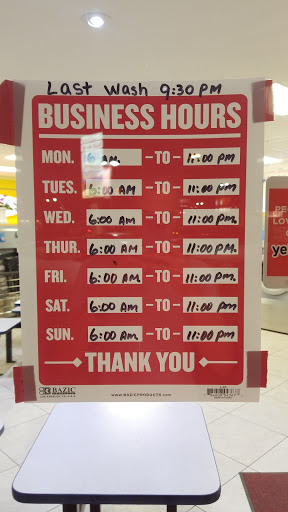 Last Wash 9:30 PM
BUSINESS HOURS
MON. 6 AM. -TO- 11:00 pm
TUES. 6:00 AM -TO- 11:00 pm
WED. 6:00 AM -TO- 11:00 pm.
THUR. 6:00 AM -TO- 11:00 PM.
FRI. 6:00 AM -TO- 11:00 pm.
SAT. 6:00 AM -TO- 11:00 pm.
SUN. 6:00 AM. -TO- 11:00 pm
THANK YOU
BAZIC
WWW.BAZICPRODUCTS.com
ye